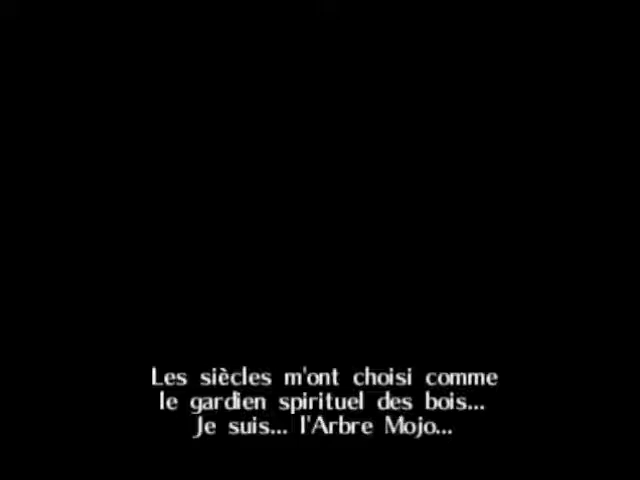 Les siècles m'ont choisi comme
le gardien spirituel des bois...
Je suis... l'Arbre Mojo...